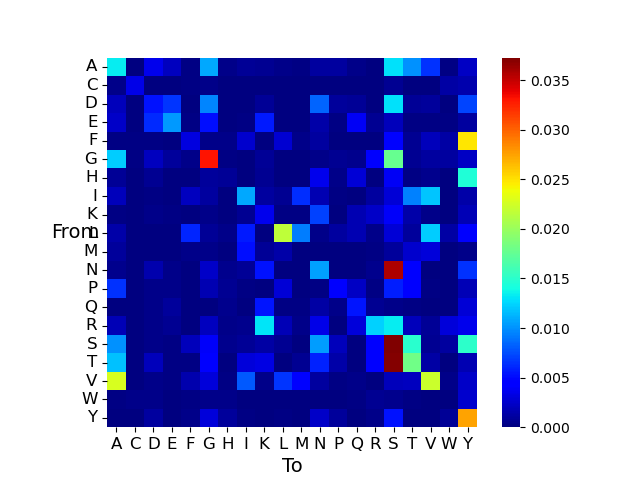 A
C
D
E
F
G
H
I
K
L
M
N
P
Q
R
S
T
V
W
Y
From
A C D E F G H I K L M N P Q R S T V W Y
To
0.035
0.030
0.025
0.020
0.015
0.010
0.005
0.000